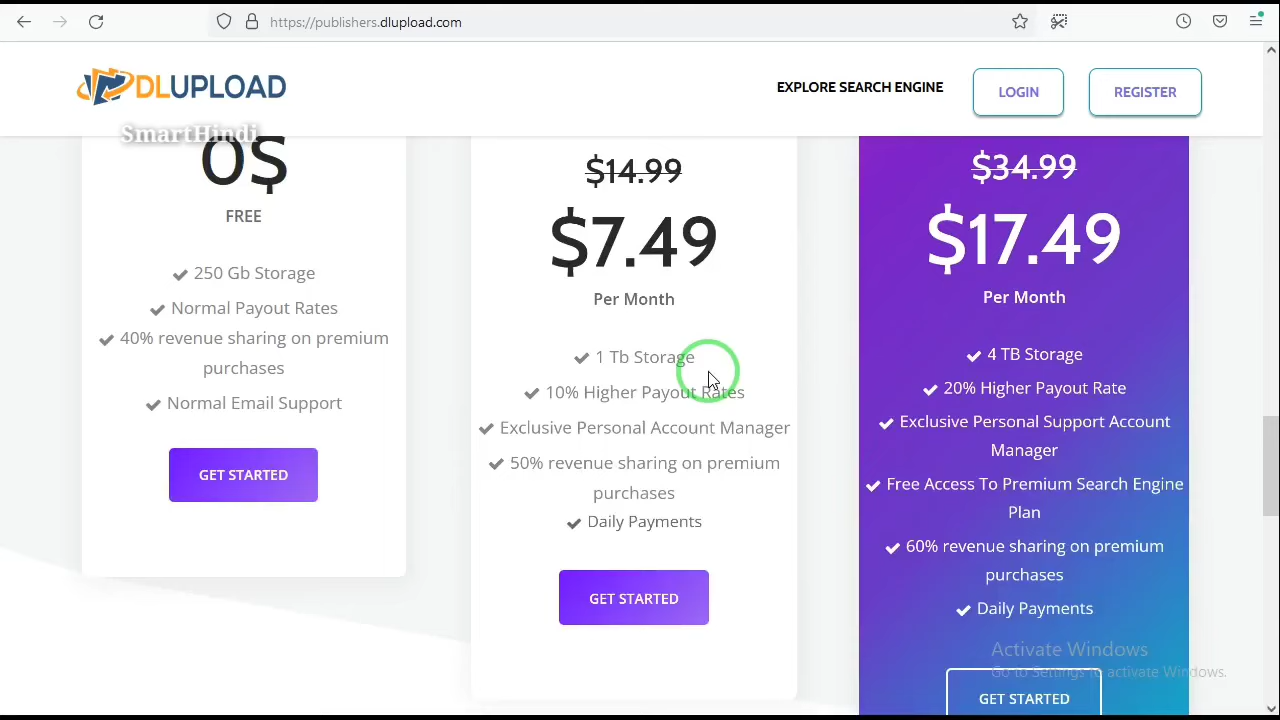 https://publishers.dlupload.com
DLUPLOAD
EXPLORE SEARCH ENGINE
LOGIN
REGISTER
SmartHindi
0$
FREE
250 Gb Storage
Normal Payout Rates
40% revenue sharing on premium
purchases
Normal Email Support
GET STARTED
$14.99
$7.49
Per Month
1 Tb Storage
10% Higher Payout Rates
Exclusive Personal Account Manager
50% revenue sharing on premium
purchases
Daily Payments
GET STARTED
$34.99
$17.49
Per Month
4 TB Storage
20% Higher Payout Rate
Exclusive Personal Support Account
Manager
Free Access To Premium Search Engine
Plan
60% revenue sharing on premium
purchases
Daily Payments
GET STARTED
Activate Windows
Go to Settings to activate Windows.